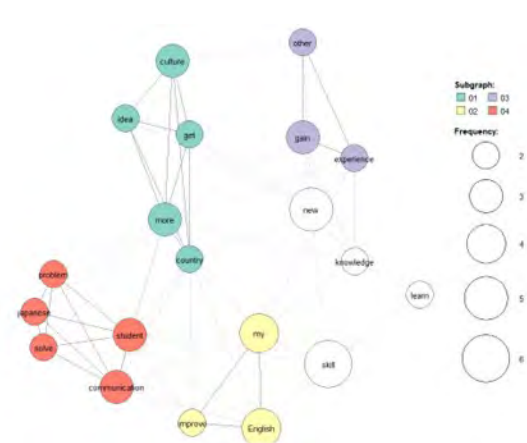 other
culture
Subgraph:
01 03
02 04
Frequency:
idea
get
gain
experience
2
new
3
more
country
knowledge
4
problem
japanese
learn
5
student
my
solve
skill
6
communication
improve
English